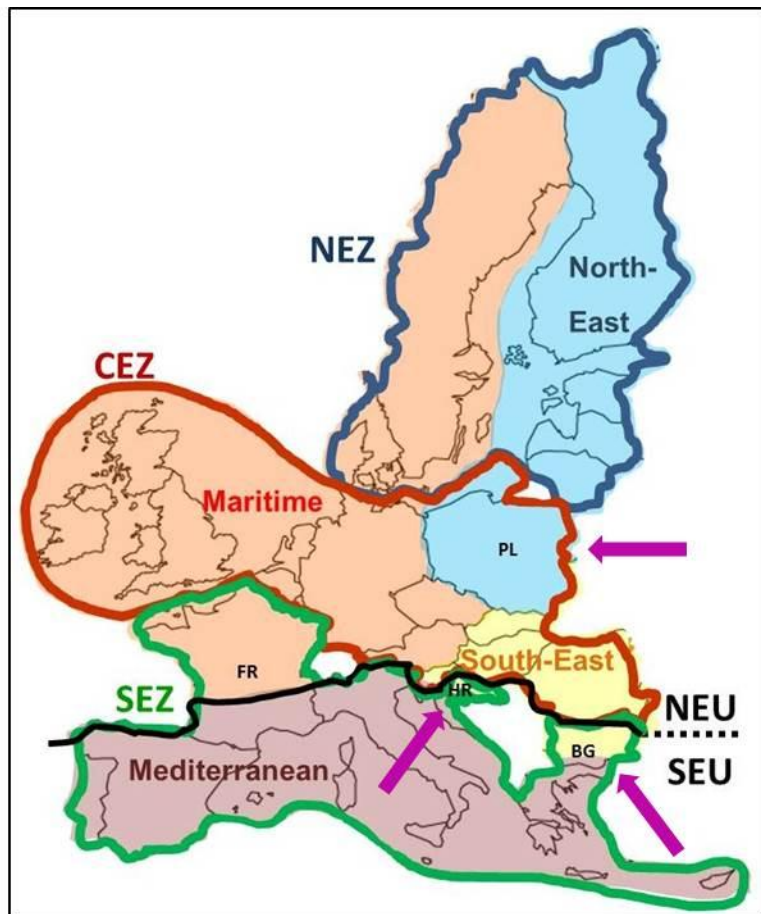 NEZ
North-
East
CEZ
Maritime
PL
South-East
FR
HR
SEZ
NEU
BG
Mediterranean
SEU